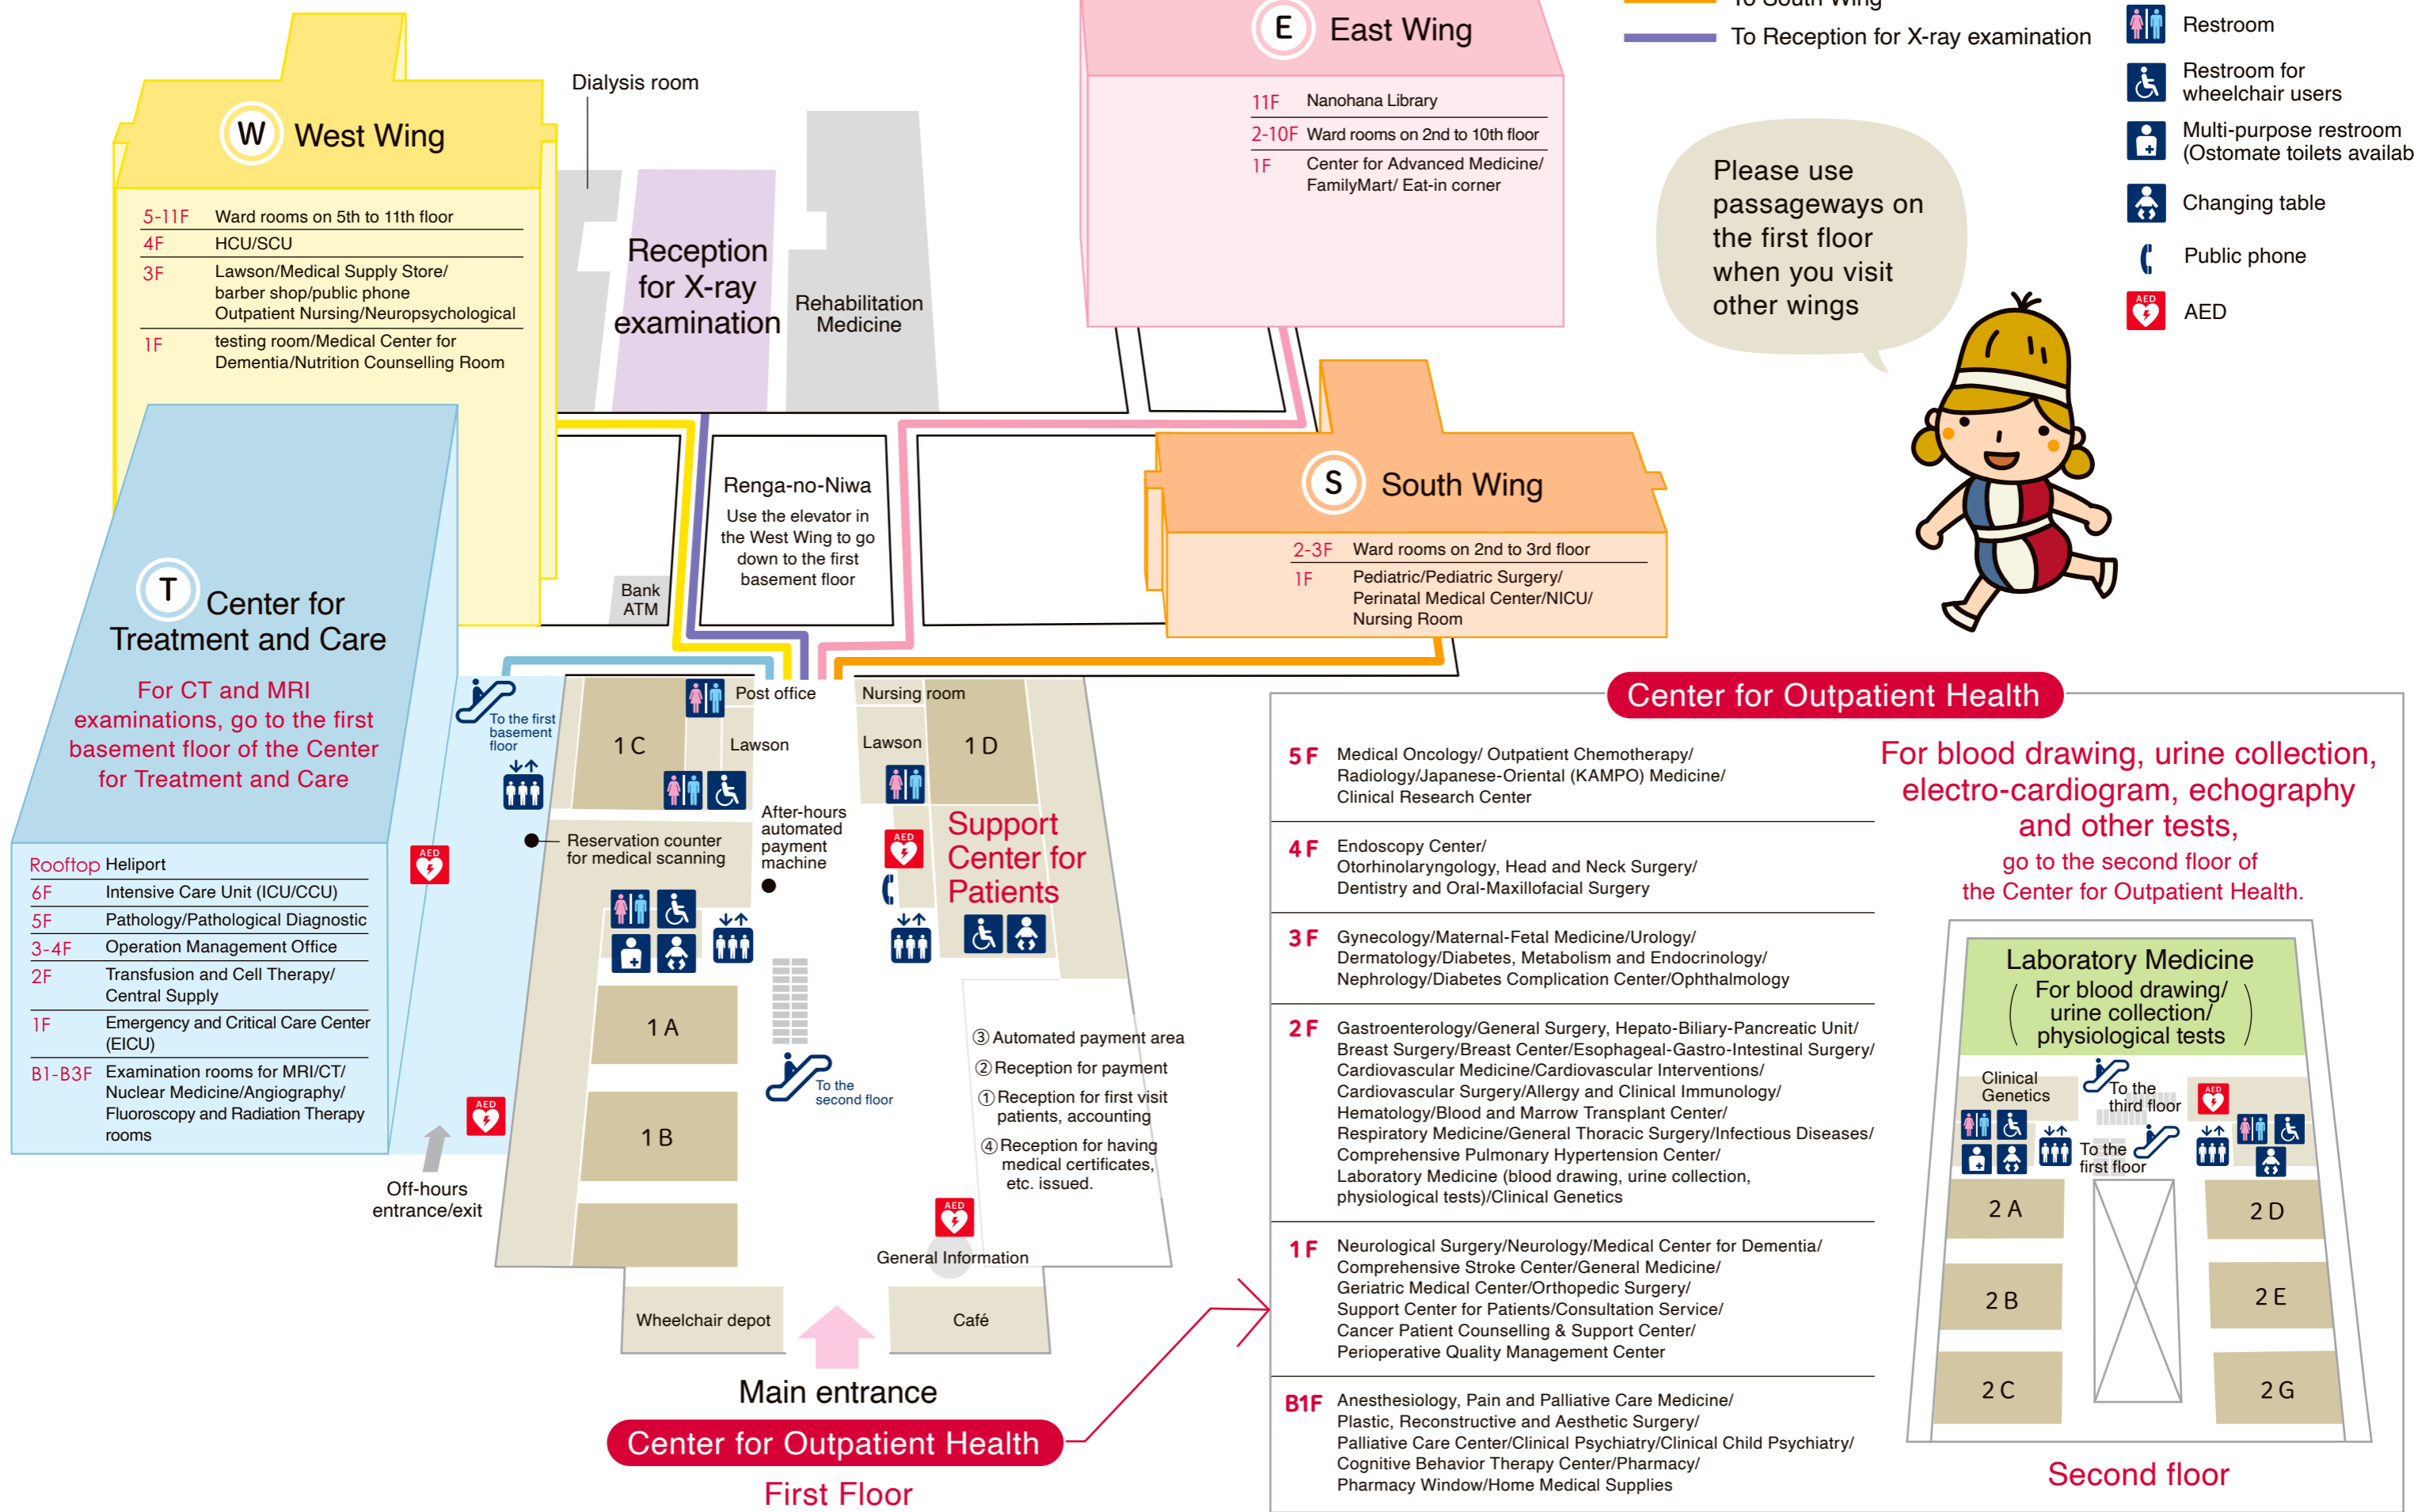 To South Wing
To Reception for X-ray examination
Restroom
Restroom for
wheelchair users
Multi-purpose restroom
(Ostomate toilets availab
Changing table
Public phone
AED
AED
E East Wing
11F Nanohana Library
2-10F Ward rooms on 2nd to 10th floor
1F Center for Advanced Medicine/
FamilyMart/ Eat-in corner
Please use
passageways on
the first floor
when you visit
other wings
Dialysis room
W West Wing
5-11F Ward rooms on 5th to 11th floor
4F HCU/SCU
3F Lawson/Medical Supply Store/
barber shop/public phone
Outpatient Nursing/Neuropsychological
1F testing room/Medical Center for
Dementia/Nutrition Counselling Room
Reception
for X-ray
examination
Rehabilitation
Medicine
Renga-no-Niwa
Use the elevator in
the West Wing to go
down to the first
basement floor
Bank
ATM
S South Wing
2-3F Ward rooms on 2nd to 3rd floor
1F Pediatric/Pediatric Surgery/
Perinatal Medical Center/NICU/
Nursing Room
T Center for
Treatment and Care
For CT and MRI
examinations, go to the first
basement floor of the Center
for Treatment and Care
Rooftop Heliport
6F Intensive Care Unit (ICU/CCU)
5F Pathology/Pathological Diagnostic
3-4F Operation Management Office
2F Transfusion and Cell Therapy/
Central Supply
1F Emergency and Critical Care Center
(EICU)
B1-B3F Examination rooms for MRI/CT/
Nuclear Medicine/Angiography/
Fluoroscopy and Radiation Therapy
rooms
To the first
basement
floor
AED
AED
Off-hours
entrance/exit
1 C
Post office
Lawson
Nursing room
Lawson
1 D
Reservation counter
for medical scanning
After-hours
automated
payment
machine
AED
Support
Center for
Patients
1 A
To the
second floor
1 B
③ Automated payment area
② Reception for payment
① Reception for first visit
patients, accounting
④ Reception for having
medical certificates,
etc. issued.
AED
General Information
Wheelchair depot
Café
Main entrance
Center for Outpatient Health
First Floor
Center for Outpatient Health
5F Medical Oncology/ Outpatient Chemotherapy/
Radiology/Japanese-Oriental (KAMPO) Medicine/
Clinical Research Center
4F Endoscopy Center/
Otorhinolaryngology, Head and Neck Surgery/
Dentistry and Oral-Maxillofacial Surgery
3F Gynecology/Maternal-Fetal Medicine/Urology/
Dermatology/Diabetes, Metabolism and Endocrinology/
Nephrology/Diabetes Complication Center/Ophthalmology
2F Gastroenterology/General Surgery, Hepato-Biliary-Pancreatic Unit/
Breast Surgery/Breast Center/Esophageal-Gastro-Intestinal Surgery/
Cardiovascular Medicine/Cardiovascular Interventions/
Cardiovascular Surgery/Allergy and Clinical Immunology/
Hematology/Blood and Marrow Transplant Center/
Respiratory Medicine/General Thoracic Surgery/Infectious Diseases/
Comprehensive Pulmonary Hypertension Center/
Laboratory Medicine (blood drawing, urine collection,
physiological tests)/Clinical Genetics
1F Neurological Surgery/Neurology/Medical Center for Dementia/
Comprehensive Stroke Center/General Medicine/
Geriatric Medical Center/Orthopedic Surgery/
Support Center for Patients/Consultation Service/
Cancer Patient Counselling & Support Center/
Perioperative Quality Management Center
B1F Anesthesiology, Pain and Palliative Care Medicine/
Plastic, Reconstructive and Aesthetic Surgery/
Palliative Care Center/Clinical Psychiatry/Clinical Child Psychiatry/
Cognitive Behavior Therapy Center/Pharmacy/
Pharmacy Window/Home Medical Supplies
For blood drawing, urine collection,
electro-cardiogram, echography
and other tests,
go to the second floor of
the Center for Outpatient Health.
Laboratory Medicine
( For blood drawing/
urine collection/
physiological tests )
Clinical
Genetics
To the
third floor
AED
To the
first floor
2 A
2 D
2 B
2 E
2 C
2 G
Second floor